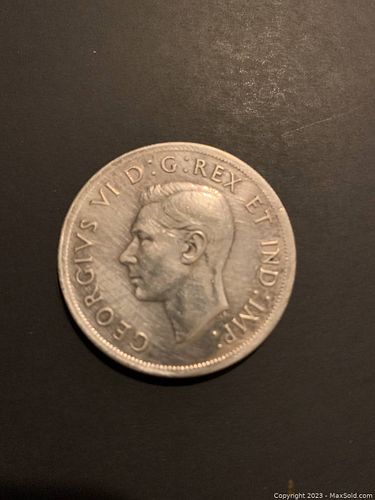 GEORGIVS VI D:G:REX ET IND:IMP:
Copyright 2023 - MaxSold.com